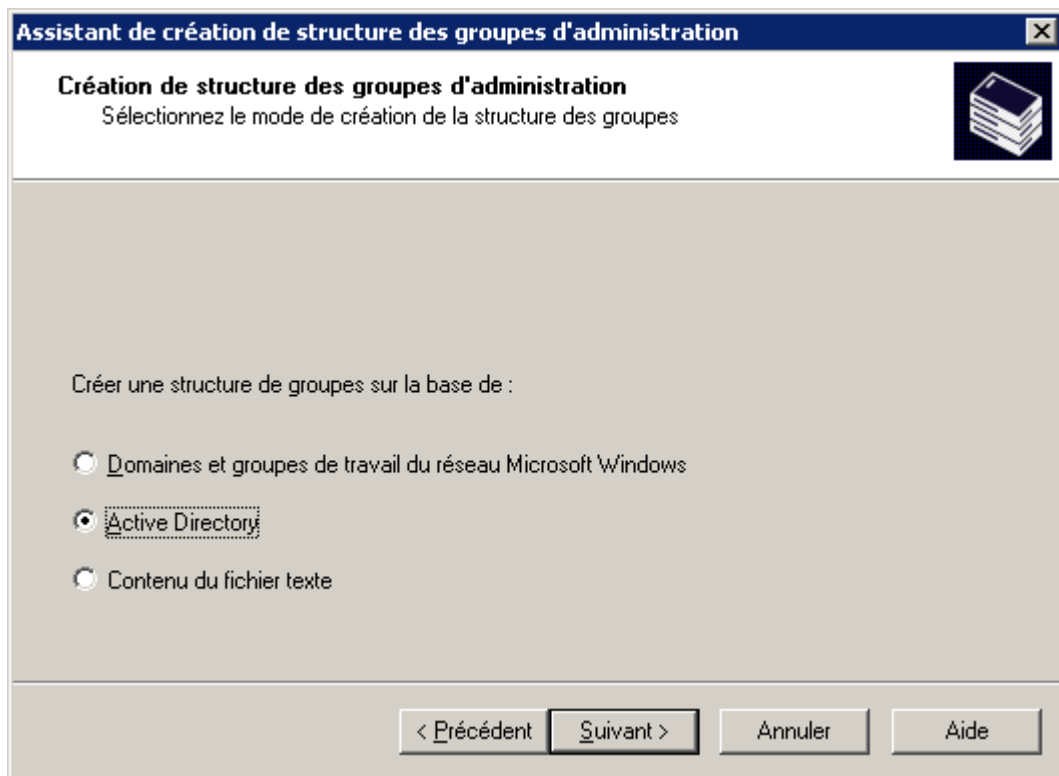 Assistant de création de structure des groupes d'administration
Création de structure des groupes d'administration
Sélectionnez le mode de création de la structure des groupes
Créer une structure de groupes sur la base de :
Domaines et groupes de travail du réseau Microsoft Windows
Active Directory
Contenu du fichier texte
< Précédent Suivant > Annuler Aide